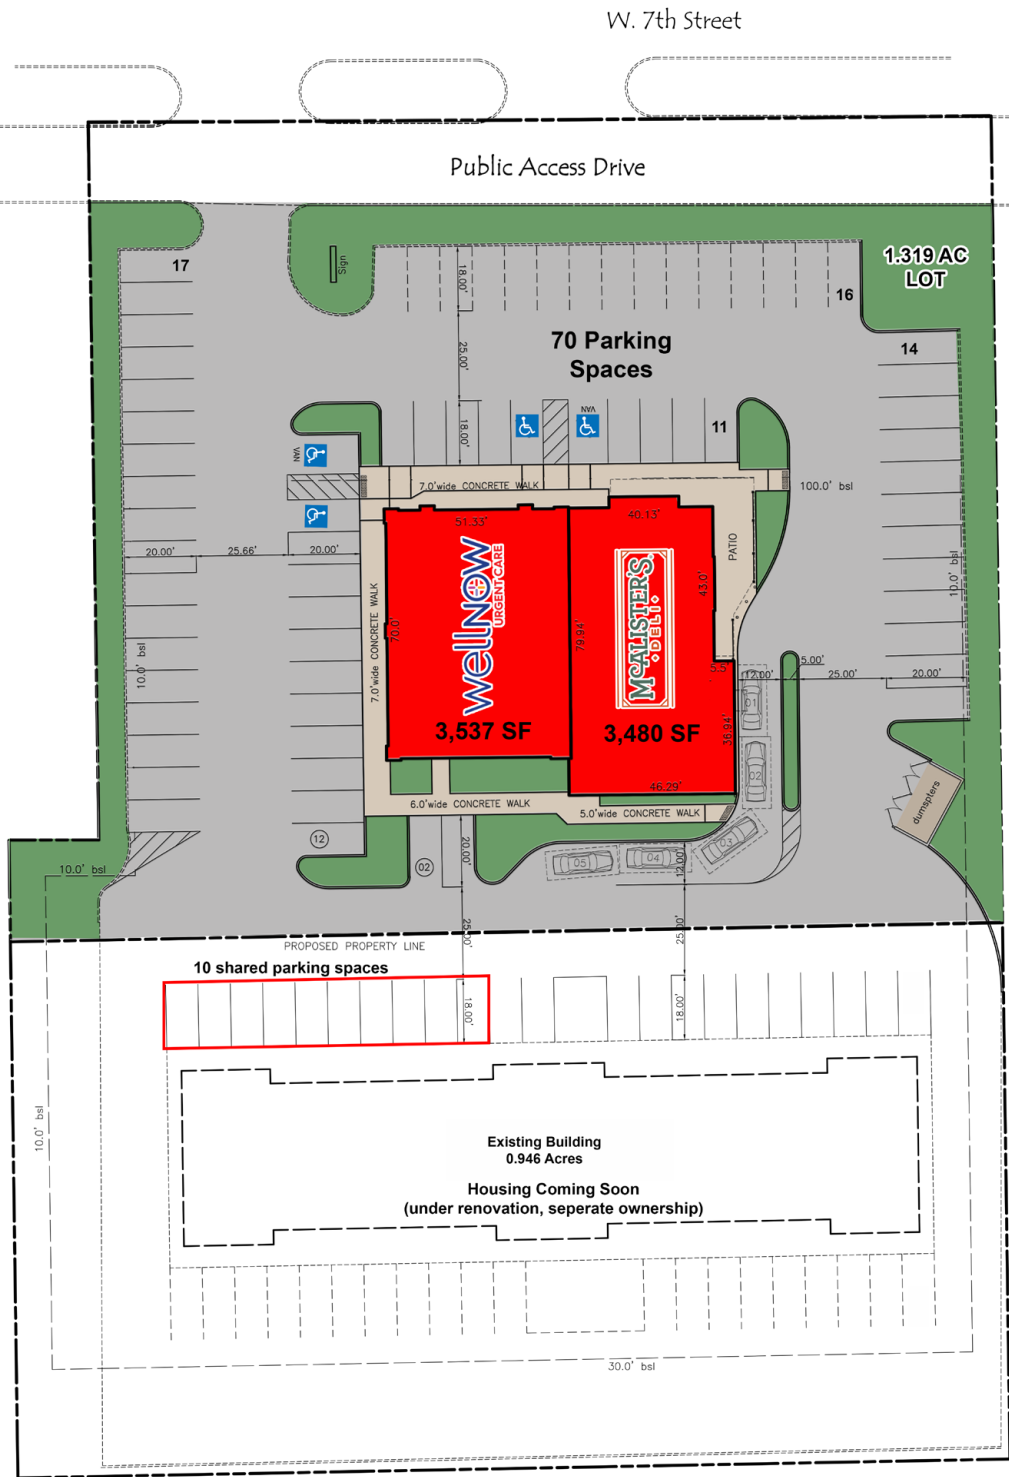 W. 7th Street
Public Access Drive
1.319 AC
LOT
17
Sign
18.00'
16
14
25.00'
70 Parking
Spaces
18.00'
VAN
11
VAN
7.0'wide CONCRETE WALK
100.0' bsl
51.33'
40.13'
PATIO
20.00'
25.66'
20.00'
10.0' bsl
wellNOW
URGENT CARE
McALISTER'S
DELI
43.0'
7.0'wide CONCRETE WALK
70.0'
79.94'
10.0' bsl
5.5'
12.00'
5.00'
25.00'
20.00'
01
36.94'
3,537 SF
3,480 SF
02
46.29'
6.0'wide CONCRETE WALK
5.0'wide CONCRETE WALK
dumspters
12
20.00'
03
02
05
04
12.00'
10.0' bsl
25.00'
25.00'
PROPOSED PROPERTY LINE
10 shared parking spaces
18.00'
18.00'
10.0' bsl
Existing Building
0.946 Acres
Housing Coming Soon
(under renovation, seperate ownership)
30.0' bsl